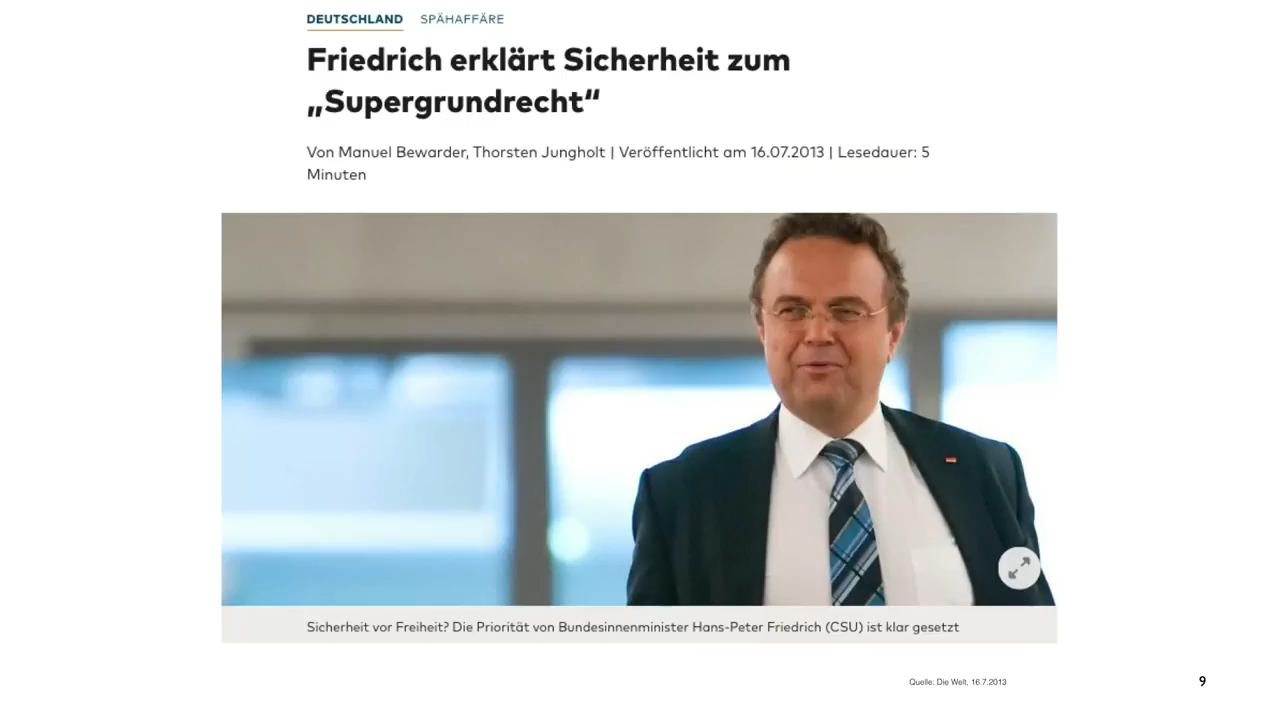 DEUTSCHLAND SPÄHAFFÄRE
Friedrich erklärt Sicherheit zum
„Supergrundrecht“
Von Manuel Bewarder, Thorsten Jungholt | Veröffentlicht am 16.07.2013 | Lesedauer: 5
Minuten
Sicherheit vor Freiheit? Die Priorität von Bundesinnenminister Hans-Peter Friedrich (CSU) ist klar gesetzt
Quelle: Die Welt, 16.7.2013
9